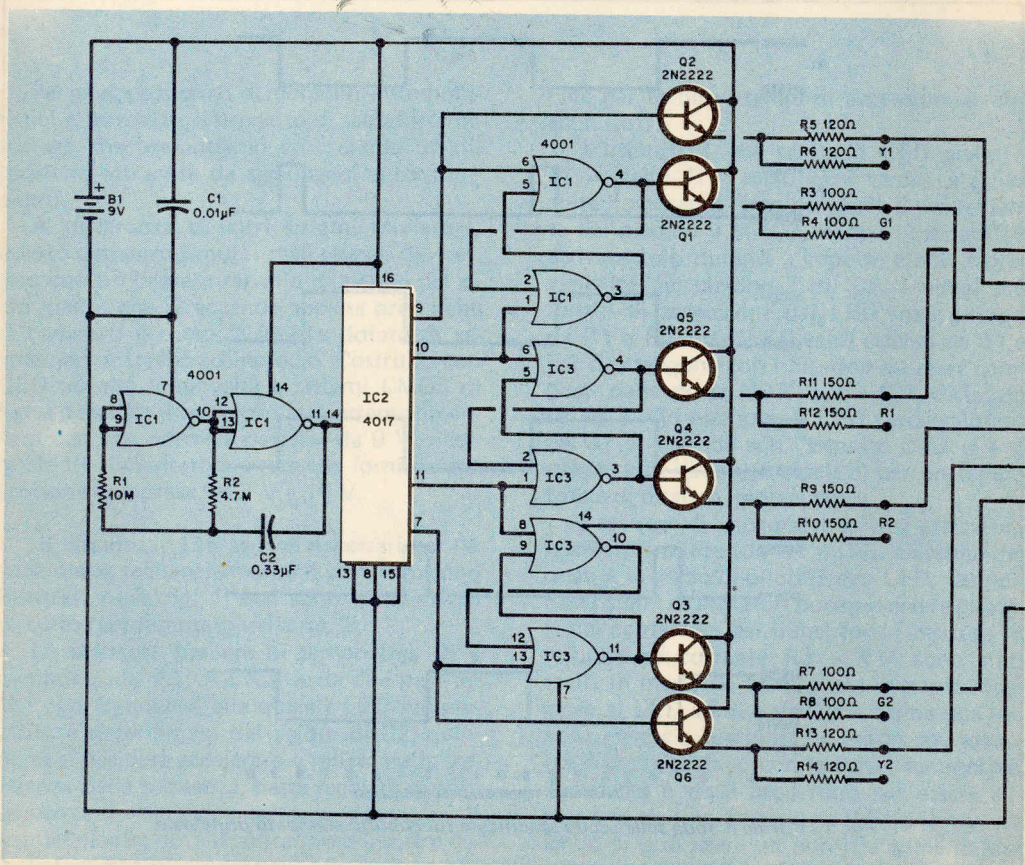 Q2
2N2222
R5 120Ω
R6 120Ω Y1
4001
6
5
IC1
4
2N2222
Q1
R3 100Ω
R4 100Ω G1
+
B1
9V
C1
0.01µF
2
1
IC1
3
16
9
10
Q5
2N2222
6
5
IC3
4
R11 150Ω
R12 150Ω R1
7 4001
14
IC2
4017
8
9
IC1
10
12
13
IC1
11 14
Q4
2N2222
2
1
IC3
3
R9 150Ω
R10 150Ω R2
R1
10M
R2
4.7M
C2
0.33µF
11
7
13 8 15
8
9
14
10
IC3
Q3
2N2222
12
13
IC3
11
7
R7 100Ω
R8 100Ω G2
2N2222
Q6
R13 120Ω
R14 120Ω Y2